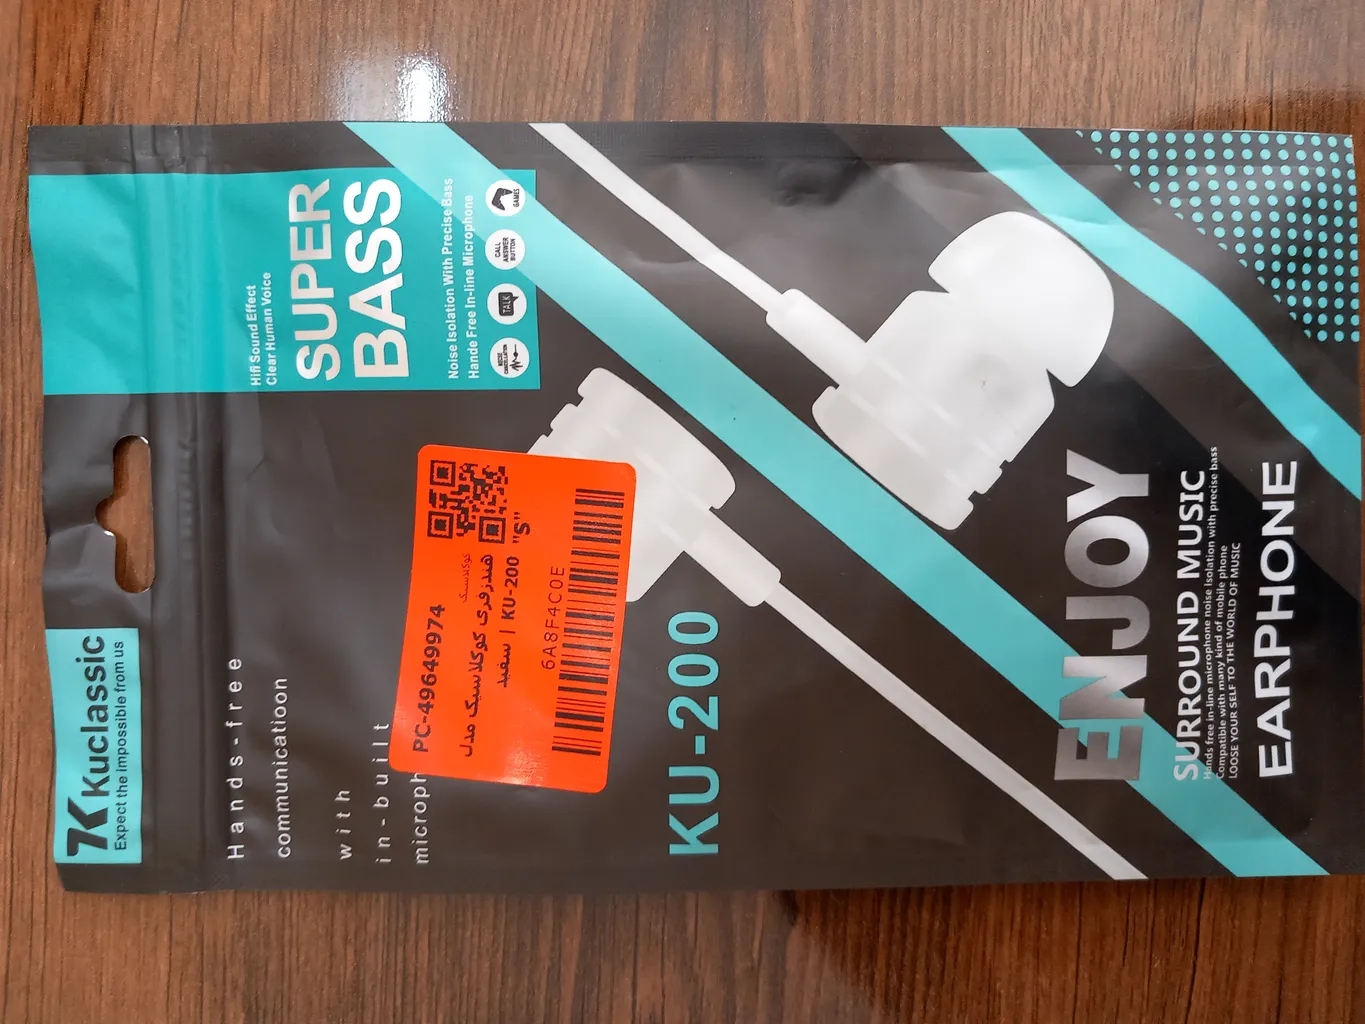 Kuclassic
Expect the impossible from us
Hifi Sound Effect
Clear Human Voice
SUPER
BASS
Noise Isolation With Precise Bass
Hande Free In-line Microphone
NOISE
CANCELLATION
TALK
CALL
ANSWER
BUTTON
GAMES
Hands-free
communicatioon
with
in-built
microph
PC-49649974
کوکلاسیک
هندزفری کوکلاسیک مدل
KU-200 | سفید
"S"
6A8F4C0E
KU-200
ENJOY
SURROUND MUSIC
Hands free in-line microphone noise isolation with precise bass
Compatible with many kind of mobile phone
LOOSE YOUR SELF TO THE WORLD OF MUSIC
EARPHONE